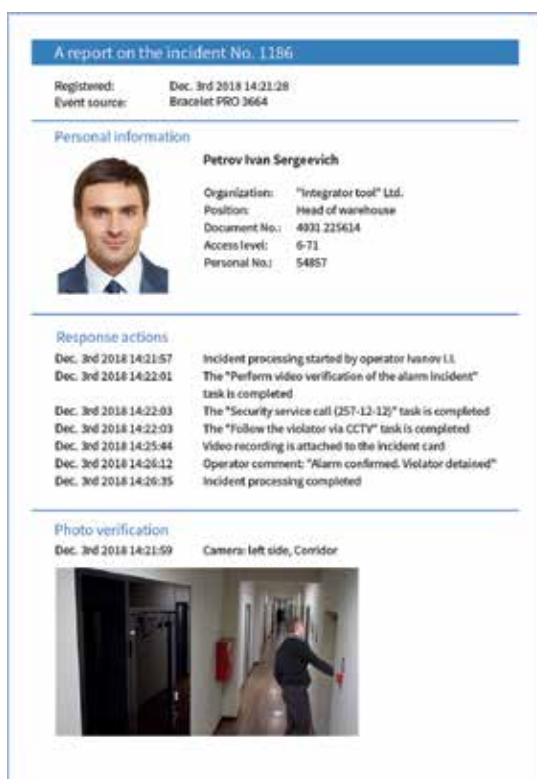 A report on the incident No. 1186
Registered: Dec. 3rd 2018 14:21:28
Event source: Bracelet PRO 3664
Personal information
Petrov Ivan Sergeevich
Organization: "Integrator tool" Ltd.
Position: Head of warehouse
Document No.: 4031 225614
Access level: 6-71
Personal No.: 54857
Response actions
Dec. 3rd 2018 14:21:57 Incident processing started by operator Ivanov I.I.
Dec. 3rd 2018 14:22:01 The "Perform video verification of the alarm incident"
task is completed
Dec. 3rd 2018 14:22:03 The "Security service call (257-12-12)" task is completed
Dec. 3rd 2018 14:22:03 The "Follow the violator via CCTV" task is completed
Dec. 3rd 2018 14:25:44 Video recording is attached to the incident card
Dec. 3rd 2018 14:26:12 Operator comment: "Alarm confirmed. Violator detained"
Dec. 3rd 2018 14:26:35 Incident processing completed
Photo verification
Dec. 3rd 2018 14:21:59 Camera: left side, Corridor